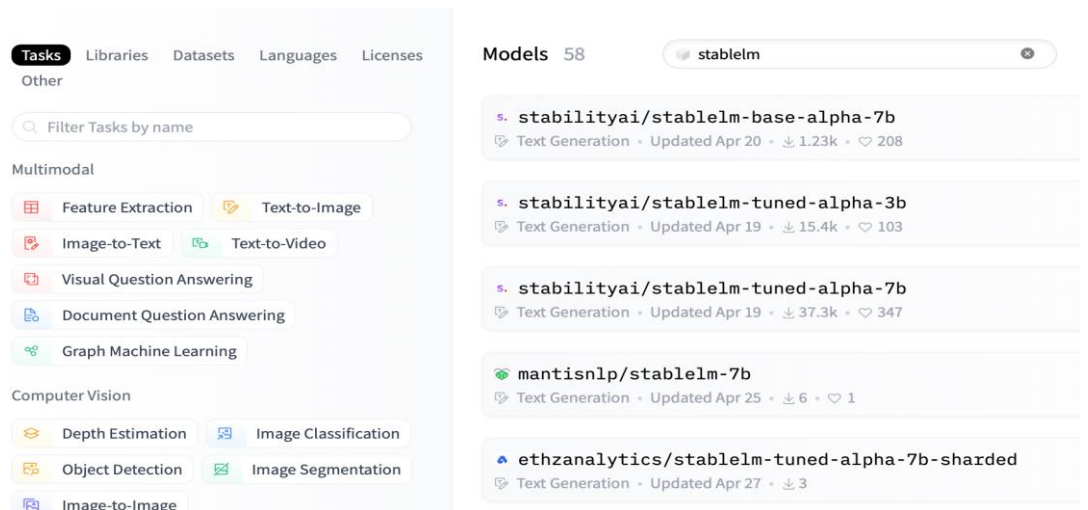 Tasks Libraries Datasets Languages Licenses
Other
Filter Tasks by name
Multimodal
Feature Extraction Text-to-Image
Image-to-Text Text-to-Video
Visual Question Answering
Document Question Answering
Graph Machine Learning
Computer Vision
Depth Estimation Image Classification
Object Detection Image Segmentation
Image-to-Image
Models 58 stablelm
stabilityai/stablelm-base-alpha-7b
Text Generation • Updated Apr 20 • 1.23k • 208
stabilityai/stablelm-tuned-alpha-3b
Text Generation • Updated Apr 19 • 15.4k • 103
stabilityai/stablelm-tuned-alpha-7b
Text Generation • Updated Apr 19 • 37.3k • 347
mantisnlp/stablelm-7b
Text Generation • Updated Apr 25 • 6 • 1
ethzanalytics/stablelm-tuned-alpha-7b-sharded
Text Generation • Updated Apr 27 • 3